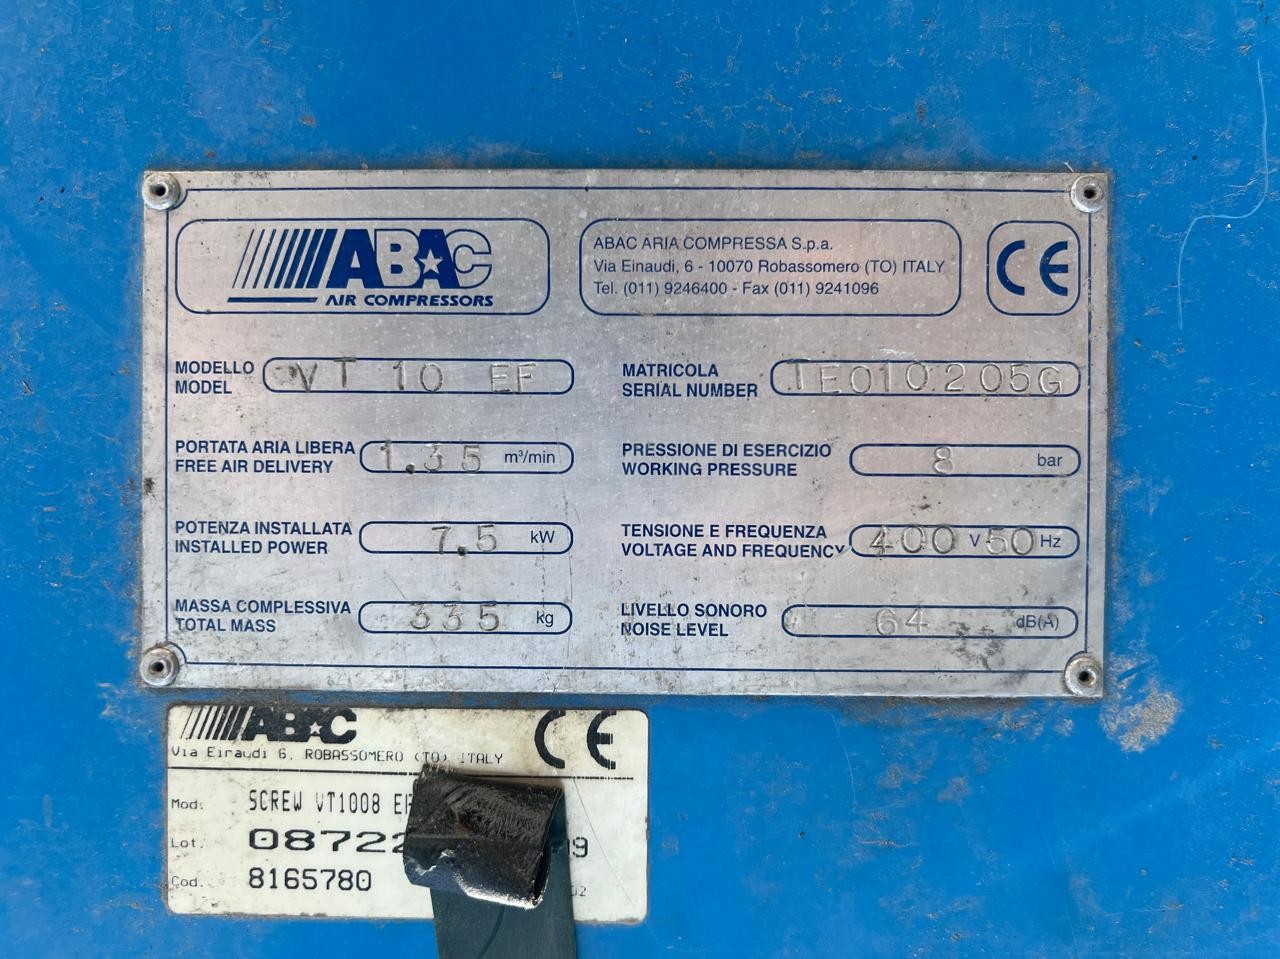 ABAC
AIR COMPRESSORS
ABAC ARIA COMPRESSA S.p.a.
Via Einaudi, 6 - 10070 Robassomero (TO) ITALY
Tel. (011) 9246400 - Fax (011) 9241096
CE
MODELLO
MODEL
VT 10 EF
MATRICOLA
SERIAL NUMBER
TE010205G
PORTATA ARIA LIBERA
FREE AIR DELIVERY
1.35 m³/min
PRESSIONE DI ESERCIZIO
WORKING PRESSURE
8 bar
POTENZA INSTALLATA
INSTALLED POWER
7.5 kW
TENSIONE E FREQUENZA
VOLTAGE AND FREQUENCY
400 V 50 Hz
MASSA COMPLESSIVA
TOTAL MASS
335 kg
LIVELLO SONORO
NOISE LEVEL
64 dB(A)
ABAC
CE
Via Einaudi 6, ROBASSOMERO (TO) ITALY
Mod. SCREW VT1008
Lot.
Cod. 8165780